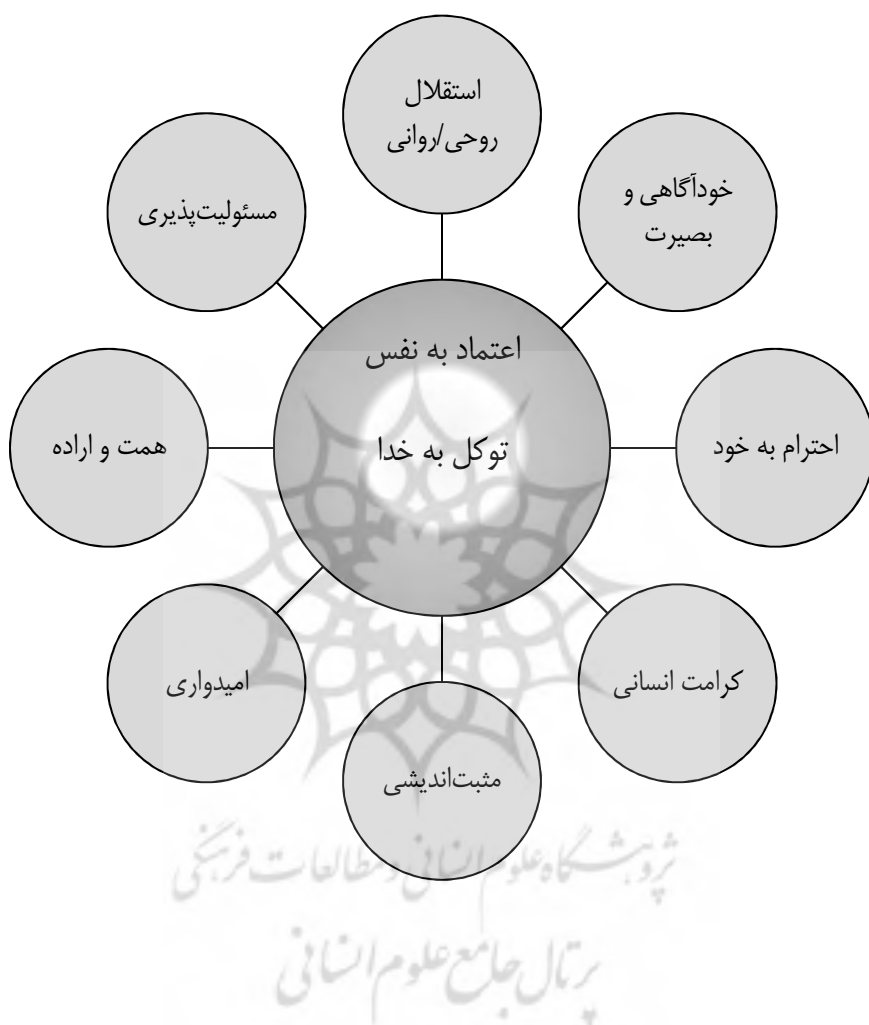 استقلال
روحی/روانی
خودآگاهی و
بصیرت
احترام به خود
کرامت انسانی
مثبت‌اندیشی
امیدواری
همت و اراده
مسئولیت‌پذیری
اعتماد به نفس
توکل به خدا
پژوهشگاه علوم انسانی و مطالعات فرهنگی
پرتال جامع علوم انسانی